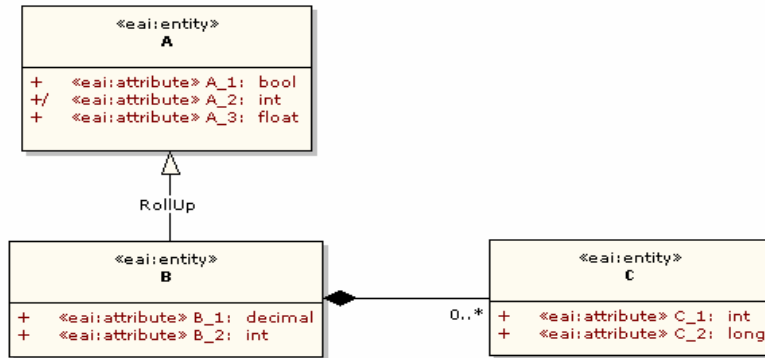 «eai:entity»
A
+ «eai:attribute» A_1: bool
+/ «eai:attribute» A_2: int
+ «eai:attribute» A_3: float
RollUp
«eai:entity»
B
+ «eai:attribute» B_1: decimal
+ «eai:attribute» B_2: int
0..*
«eai:entity»
C
+ «eai:attribute» C_1: int
+ «eai:attribute» C_2: long